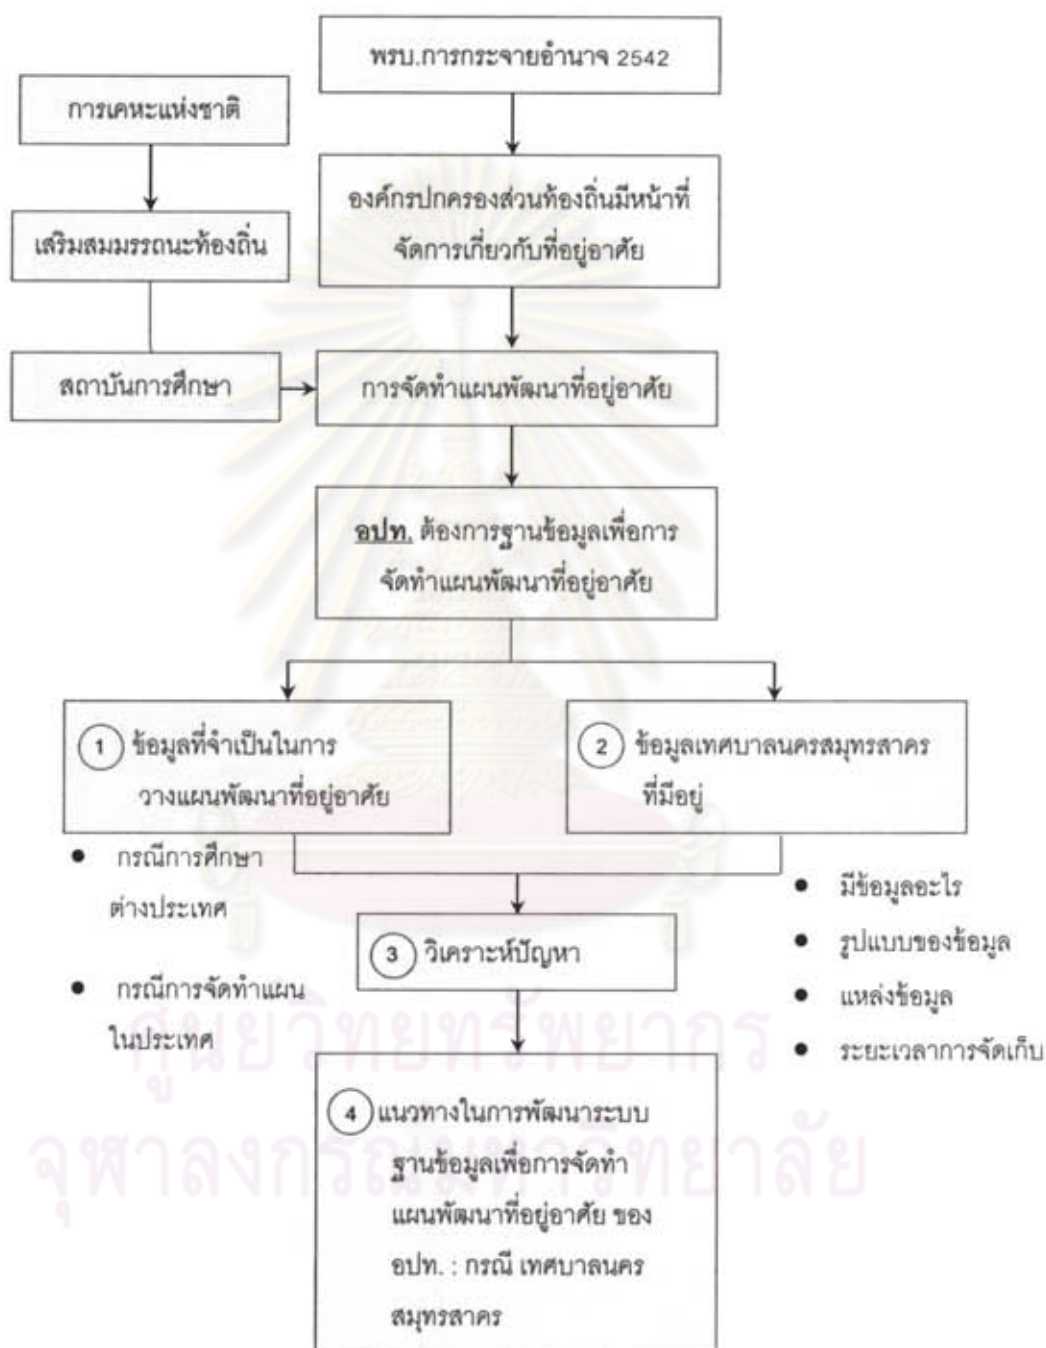 พรบ.การกระจายอำนาจ 2542
การเคหะแห่งชาติ
องค์กรปกครองส่วนท้องถิ่นมีหน้าที่
จัดการเกี่ยวกับที่อยู่อาศัย
เสริมสมมรรถนะท้องถิ่น
สถาบันการศึกษา
การจัดทำแผนพัฒนาที่อยู่อาศัย
อปท. ต้องการฐานข้อมูลเพื่อการ
จัดทำแผนพัฒนาที่อยู่อาศัย
1 ข้อมูลที่จำเป็นในการ
วางแผนพัฒนาที่อยู่อาศัย
2 ข้อมูลเทศบาลนครสมุทรสาคร
ที่มีอยู่
● กรณีการศึกษา
ต่างประเทศ
● กรณีการจัดทำแผน
ในประเทศ
● มีข้อมูลอะไร
● รูปแบบของข้อมูล
● แหล่งข้อมูล
● ระยะเวลาการจัดเก็บ
3 วิเคราะห์ปัญหา
4 แนวทางในการพัฒนาระบบ
ฐานข้อมูลเพื่อการจัดทำ
แผนพัฒนาที่อยู่อาศัย ของ
อปท. : กรณี เทศบาลนคร
สมุทรสาคร
ศูนย์วิทยทรัพยากร
จุฬาลงกรณ์มหาวิทยาลัย